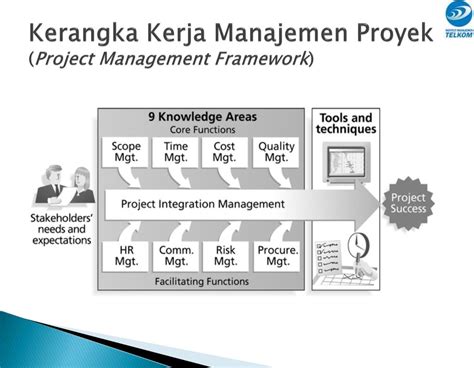 Kerangka Kerja Manajemen Proyek
(Project Management Framework)
TELKOM
9 Knowledge Areas
Core Functions
Tools and
techniques
Scope
Mgt.
Time
Mgt.
Cost
Mgt.
Quality
Mgt.
Stakeholders'
needs and
expectations
Project Integration Management
Project
Success
HR
Mgt.
Comm.
Mgt.
Risk
Mgt.
Procure.
Mgt.
Facilitating Functions